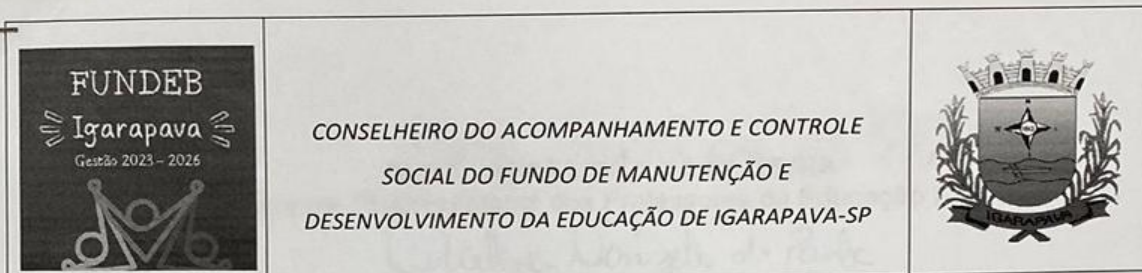 FUNDEB
Igarapava
Gestão 2023 – 2026
CONSELHEIRO DO ACOMPANHAMENTO E CONTROLE
SOCIAL DO FUNDO DE MANUTENÇÃO E
DESENVOLVIMENTO DA EDUCAÇÃO DE IGARAPAVA-SP
IGARAPAVA